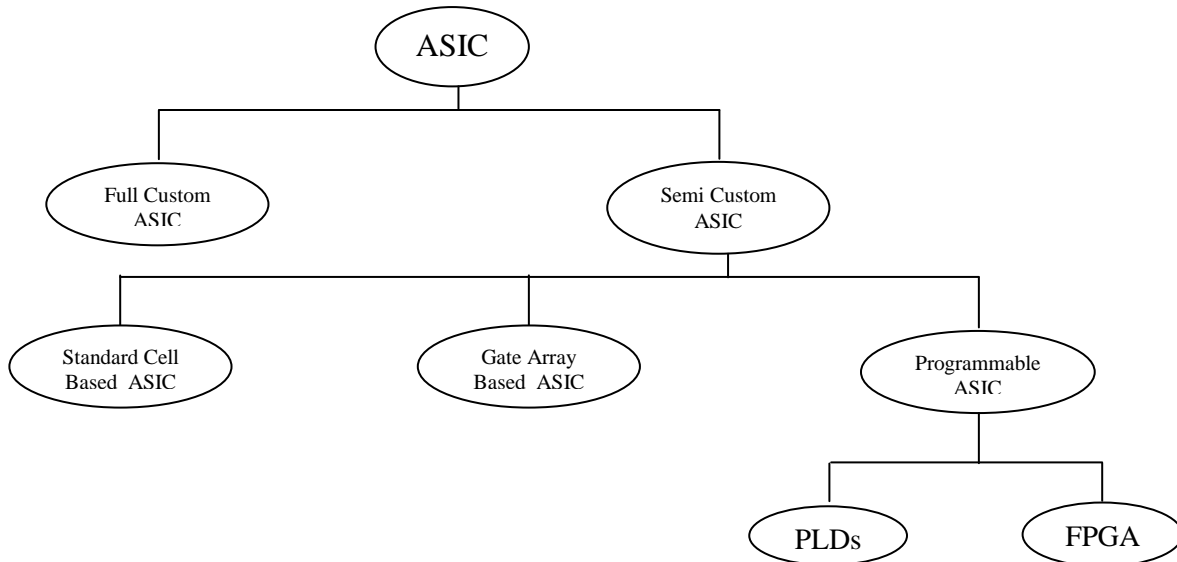 ASIC
Full Custom
ASIC
Semi Custom
ASIC
Standard Cell
Based ASIC
Gate Array
Based ASIC
Programmable
ASIC
PLDs
FPGA